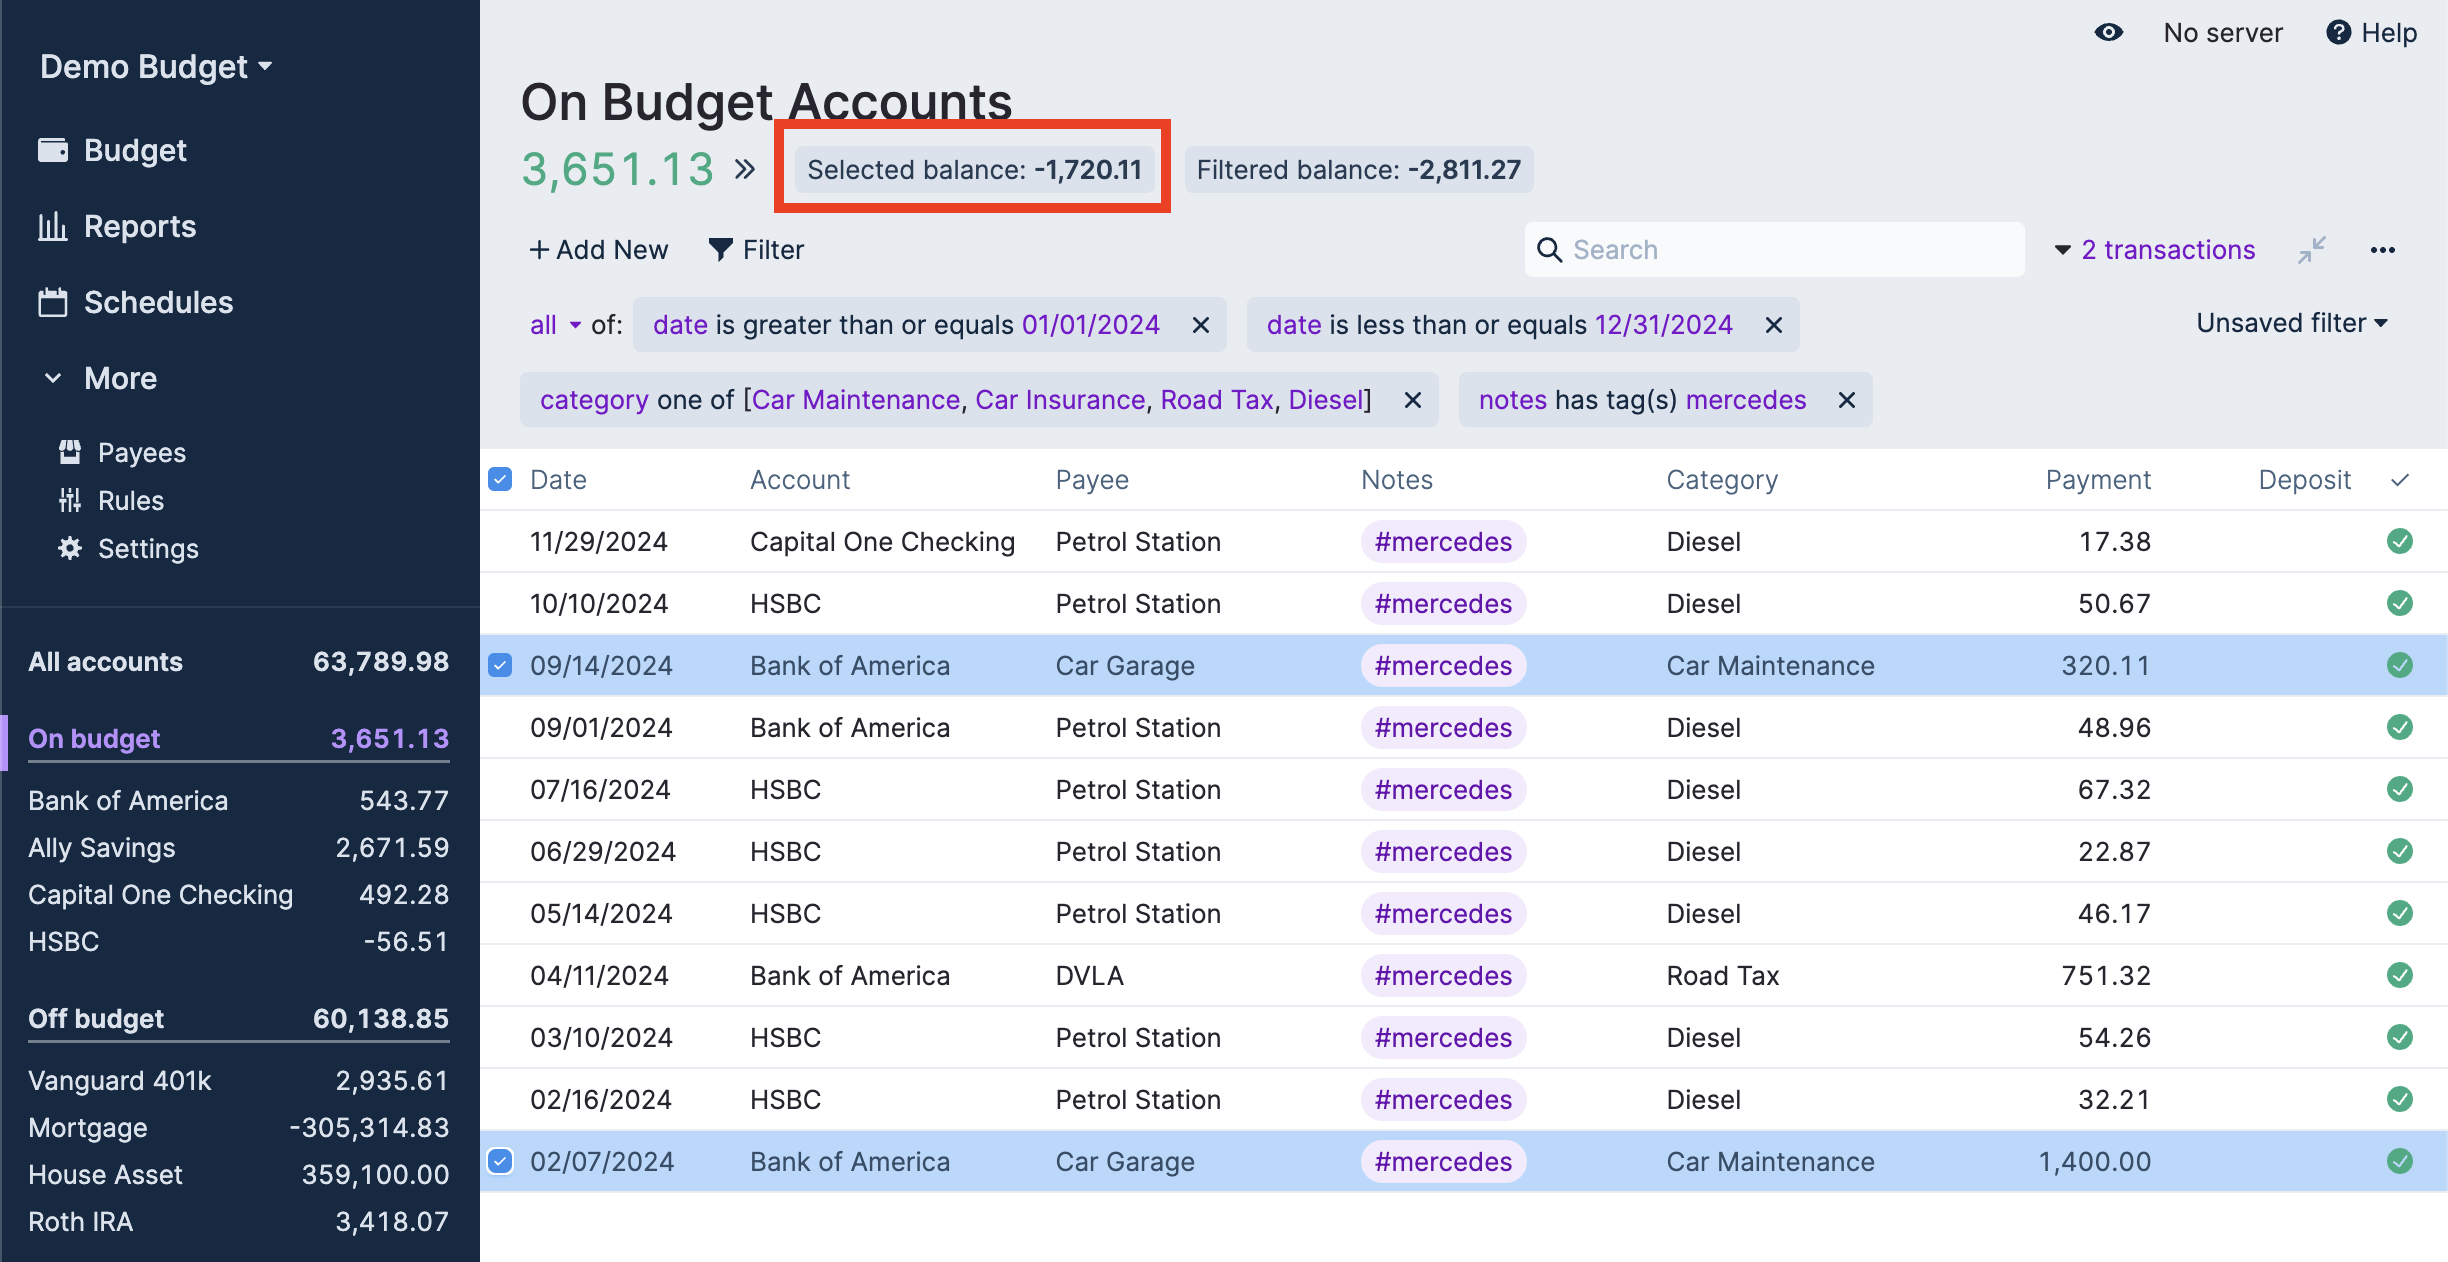 Demo Budget
Budget
Reports
Schedules
More
Payees
Rules
Settings
All accounts 63,789.98
On budget 3,651.13
Bank of America 543.77
Ally Savings 2,671.59
Capital One Checking 492.28
HSBC -56.51
Off budget 60,138.85
Vanguard 401k 2,935.61
Mortgage -305,314.83
House Asset 359,100.00
Roth IRA 3,418.07
No server Help
On Budget Accounts
3,651.13 Selected balance: -1,720.11 Filtered balance: -2,811.27
+ Add New Filter Search 2 transactions
all of: date is greater than or equals 01/01/2024 date is less than or equals 12/31/2024 Unsaved filter
category one of [Car Maintenance, Car Insurance, Road Tax, Diesel] notes has tag(s) mercedes
Date Account Payee Notes Category Payment Deposit
11/29/2024 Capital One Checking Petrol Station #mercedes Diesel 17.38
10/10/2024 HSBC Petrol Station #mercedes Diesel 50.67
09/14/2024 Bank of America Car Garage #mercedes Car Maintenance 320.11
09/01/2024 Bank of America Petrol Station #mercedes Diesel 48.96
07/16/2024 HSBC Petrol Station #mercedes Diesel 67.32
06/29/2024 HSBC Petrol Station #mercedes Diesel 22.87
05/14/2024 HSBC Petrol Station #mercedes Diesel 46.17
04/11/2024 Bank of America DVLA #mercedes Road Tax 751.32
03/10/2024 HSBC Petrol Station #mercedes Diesel 54.26
02/16/2024 HSBC Petrol Station #mercedes Diesel 32.21
02/07/2024 Bank of America Car Garage #mercedes Car Maintenance 1,400.00